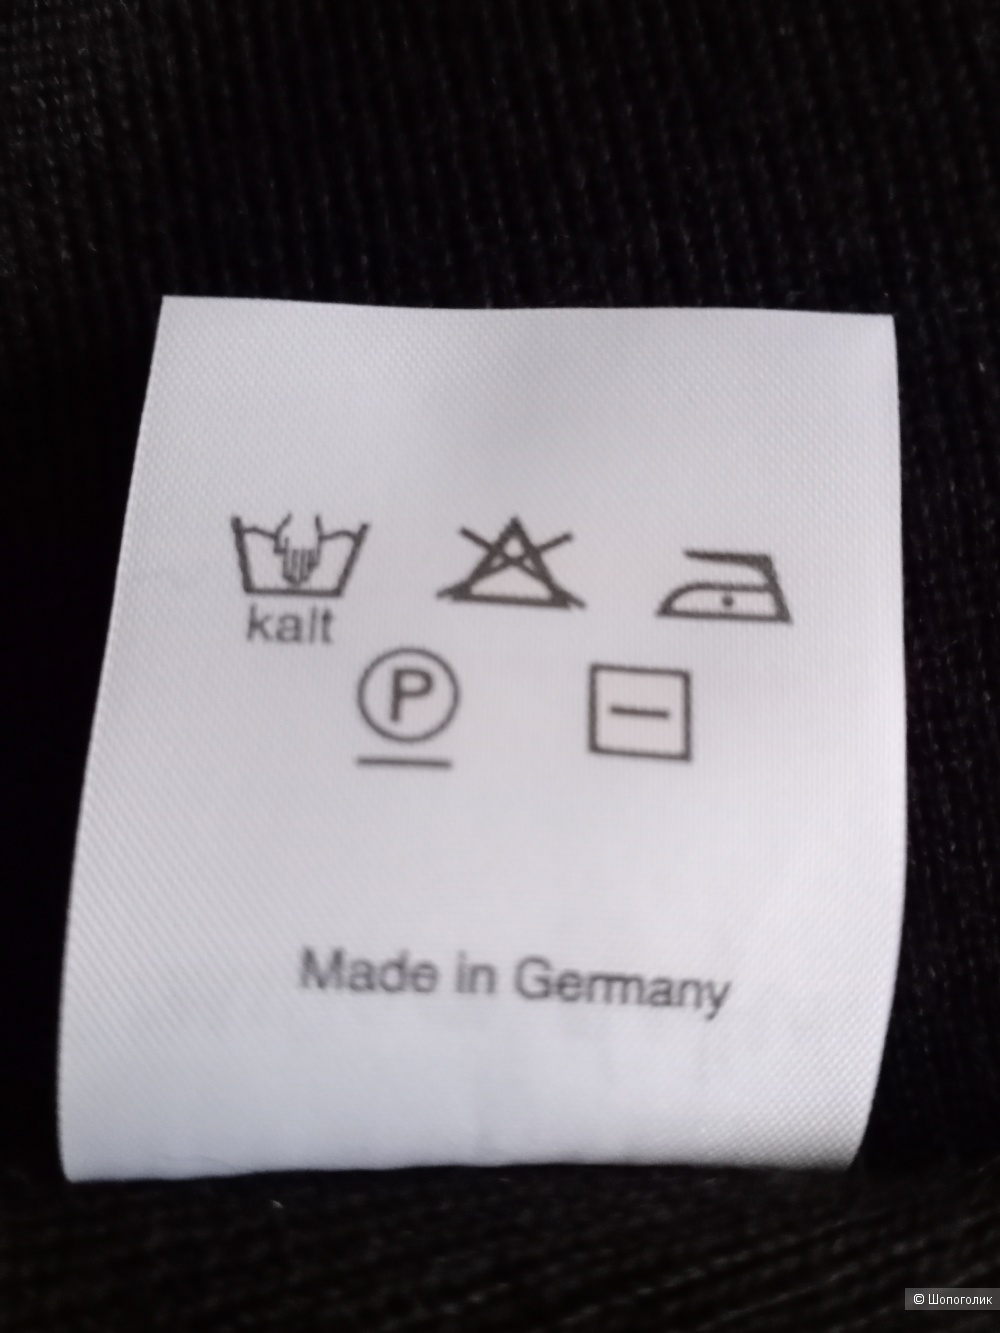 kalt
P
Made in Germany
© Шопоголик